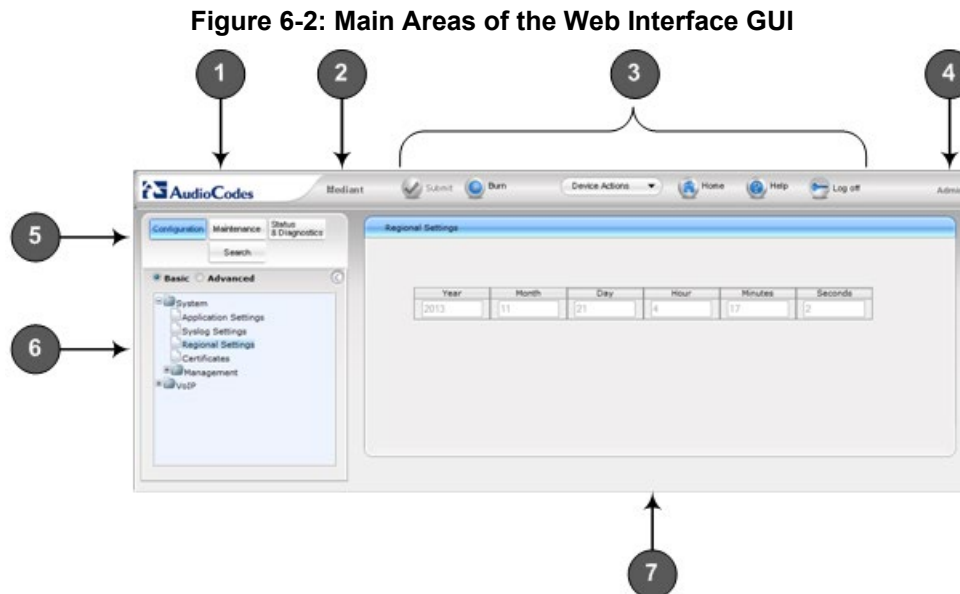 Figure 6-2: Main Areas of the Web Interface GUI
1 2 3 4
AudioCodes Mediant Submit Burn Device Actions Home Help Log off Admin
5
Configuration Maintenance Status & Diagnostics
Search
Basic Advanced
Regional Settings
System
Application Settings
Syslog Settings
Regional Settings
Certificates
Management
VoIP
6
Year Month Day Hour Minutes Seconds
2013 11 21 4 17 2
7